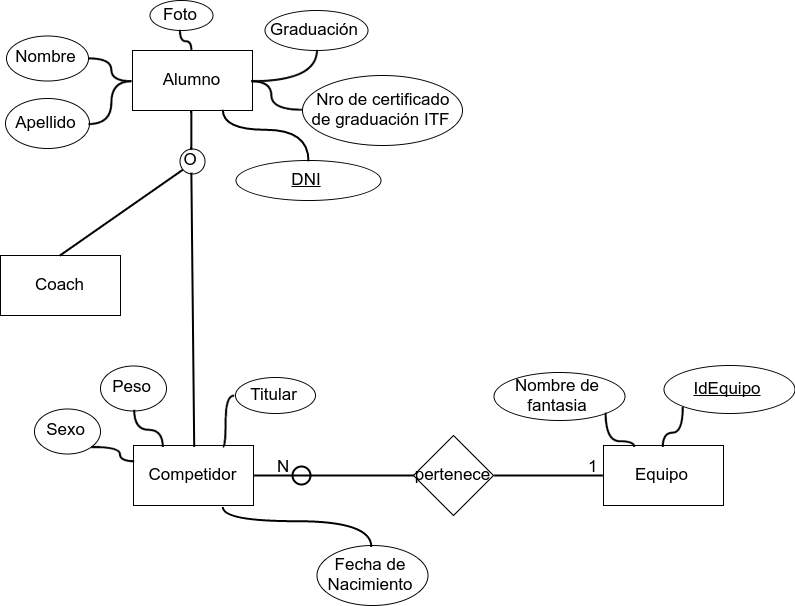 Foto
Graduación
Nombre
Alumno
Nro de certificado
de graduación ITF
Apellido
O
DNI
Coach
Peso
Titular
Nombre de
fantasia
IdEquipo
Sexo
Competidor
N
pertenece
1
Equipo
Fecha de
Nacimiento